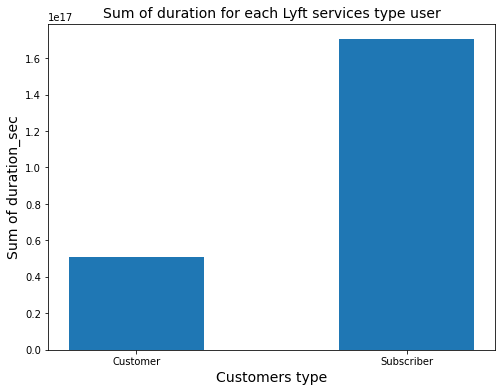 Sum of duration for each Lyft services type user
1e17
1.6
1.4
1.2
1.0
0.8
0.6
0.4
0.2
0.0
Sum of duration_sec
Customer Subscriber
Customers type